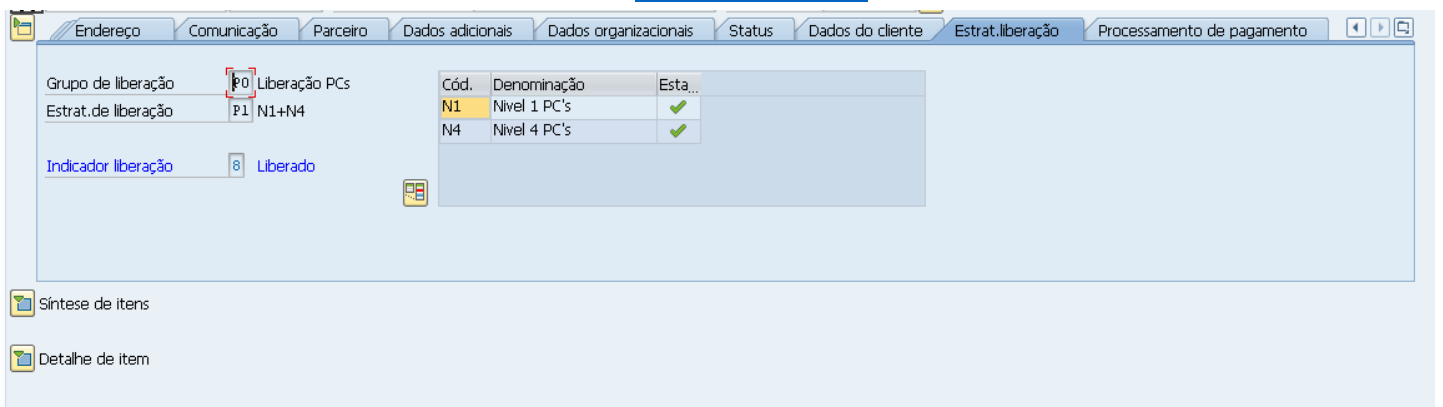 Endereço Comunicação Parceiro Dados adicionais Dados organizacionais Status Dados do cliente Estrat.liberação Processamento de pagamento
Grupo de liberação P0 Liberação PCs
Estrat.de liberação P1 N1+N4
Indicador liberação 8 Liberado
Cód. Denominação Esta...
N1 Nivel 1 PC's
N4 Nivel 4 PC's
Síntese de itens
Detalhe de item